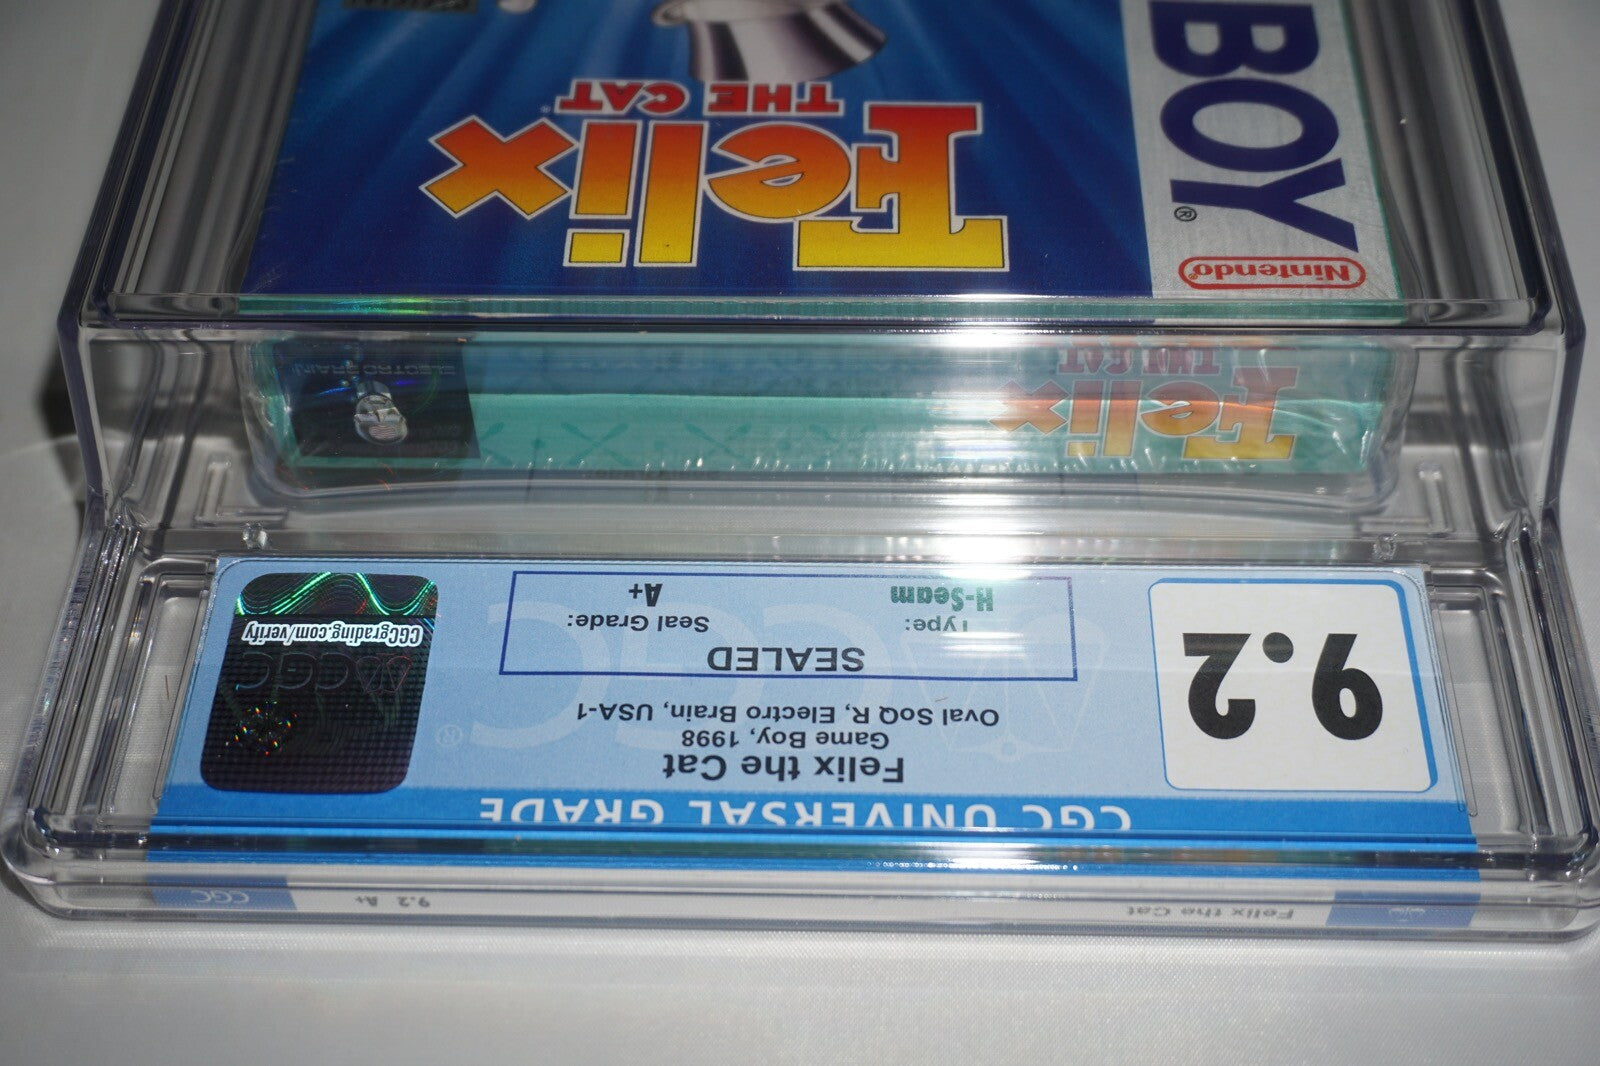 CGC UNIVERSAL GRADE
9.2
Felix the Cat
Game Boy, 1998
Oval SoQ R, Electro Brain, USA-1
SEALED
Type:
H-Seam
Seal Grade:
A+
CGC
CGCgrading.com/verify
Felix the Cat
9.2 A+
CGC
Felix
THE CAT
ELECTRO BRAIN
Nintendo®
BOY®
Felix
THE CAT